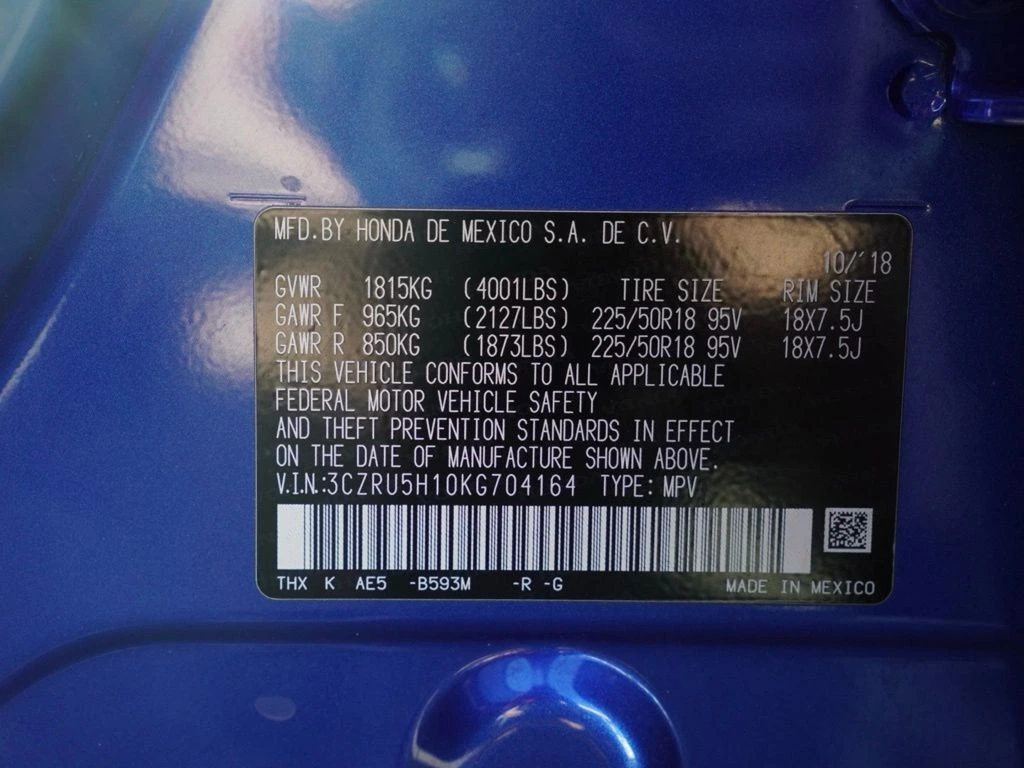 MFD.BY HONDA DE MEXICO S.A. DE C.V.
10/'18
GVWR 1815KG (4001LBS) TIRE SIZE RIM SIZE
GAWR F 965KG (2127LBS) 225/50R18 95V 18X7.5J
GAWR R 850KG (1873LBS) 225/50R18 95V 18X7.5J
THIS VEHICLE CONFORMS TO ALL APPLICABLE
FEDERAL MOTOR VEHICLE SAFETY
AND THEFT PREVENTION STANDARDS IN EFFECT
ON THE DATE OF MANUFACTURE SHOWN ABOVE.
V.I.N.:3CZRU5H10KG704164 TYPE: MPV
THX K AE5 -B593M -R -G MADE IN MEXICO